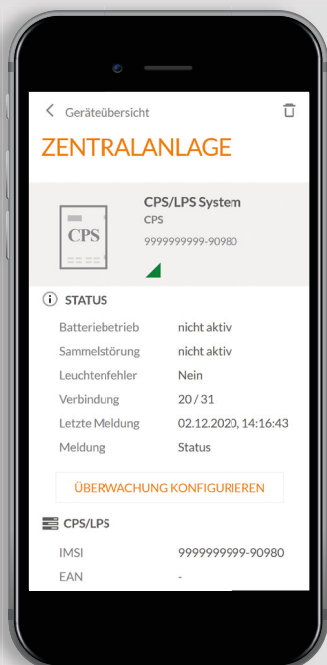 Geräteübersicht
ZENTRALANLAGE
CPS/LPS System
CPS
CPS
9999999999-90980
STATUS
Batteriebetrieb nicht aktiv
Sammelstörung nicht aktiv
Leuchtenfehler Nein
Verbindung 20 / 31
Letzte Meldung 02.12.2020, 14:16:43
Meldung Status
ÜBERWACHUNG KONFIGURIEREN
CPS/LPS
IMSI 9999999999-90980
EAN -